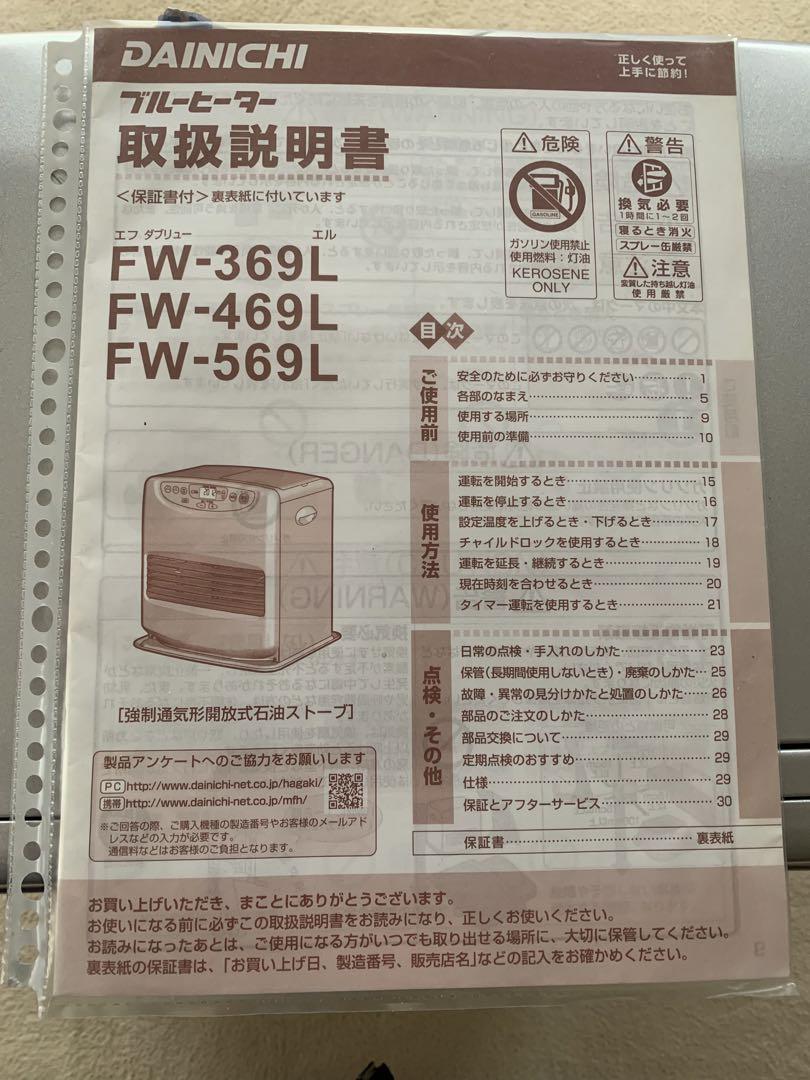 DAINICHI
正しく使って
上手に節約!
ブルーヒーター
取扱説明書
<保証書付>裏表紙に付いています
エフ ダブリュー エル
FW-369L
FW-469L
FW-569L
危険
GASOLINE
ガソリン使用禁止
使用燃料:灯油
KEROSENE
ONLY
警告
換気必要
1時間に1~2回
寝るとき消火
スプレー缶厳禁
注意
変質した持ち越し灯油
使用厳禁
目次
ご使用前
安全のために必ずお守りください……………1
各部のなまえ……………5
使用する場所……………9
使用前の準備……………10
使用方法
運転を開始するとき……………15
運転を停止するとき……………16
設定温度を上げるとき・下げるとき……………17
チャイルドロックを使用するとき……………18
運転を延長・継続するとき……………19
現在時刻を合わせるとき……………20
タイマー運転を使用するとき……………21
点検・その他
日常の点検・手入れのしかた……………23
保管(長期間使用しないとき)・廃棄のしかた…25
故障・異常の見分けかたと処置のしかた……26
部品のご注文のしかた……………28
部品交換について……………29
定期点検のおすすめ……………29
仕様……………29
保証とアフターサービス……………30
保証書……………裏表紙
[強制通気形開放式石油ストーブ]
製品アンケートへのご協力をお願いします
PC http://www.dainichi-net.co.jp/hagaki/
携帯 http://www.dainichi-net.co.jp/mfh/
※ご回答の際、ご購入機種の製造番号やお客様のメールアド
レスなどの入力が必要です。
通信料などはお客様のご負担となります。
お買い上げいただき、まことにありがとうございます。
お使いになる前に必ずこの取扱説明書をお読みになり、正しくお使いください。
お読みになったあとは、ご使用になる方がいつでも取り出せる場所に、大切に保管してください。
裏表紙の保証書は、「お買い上げ日、製造番号、販売店名」などの記入をお確かめください。